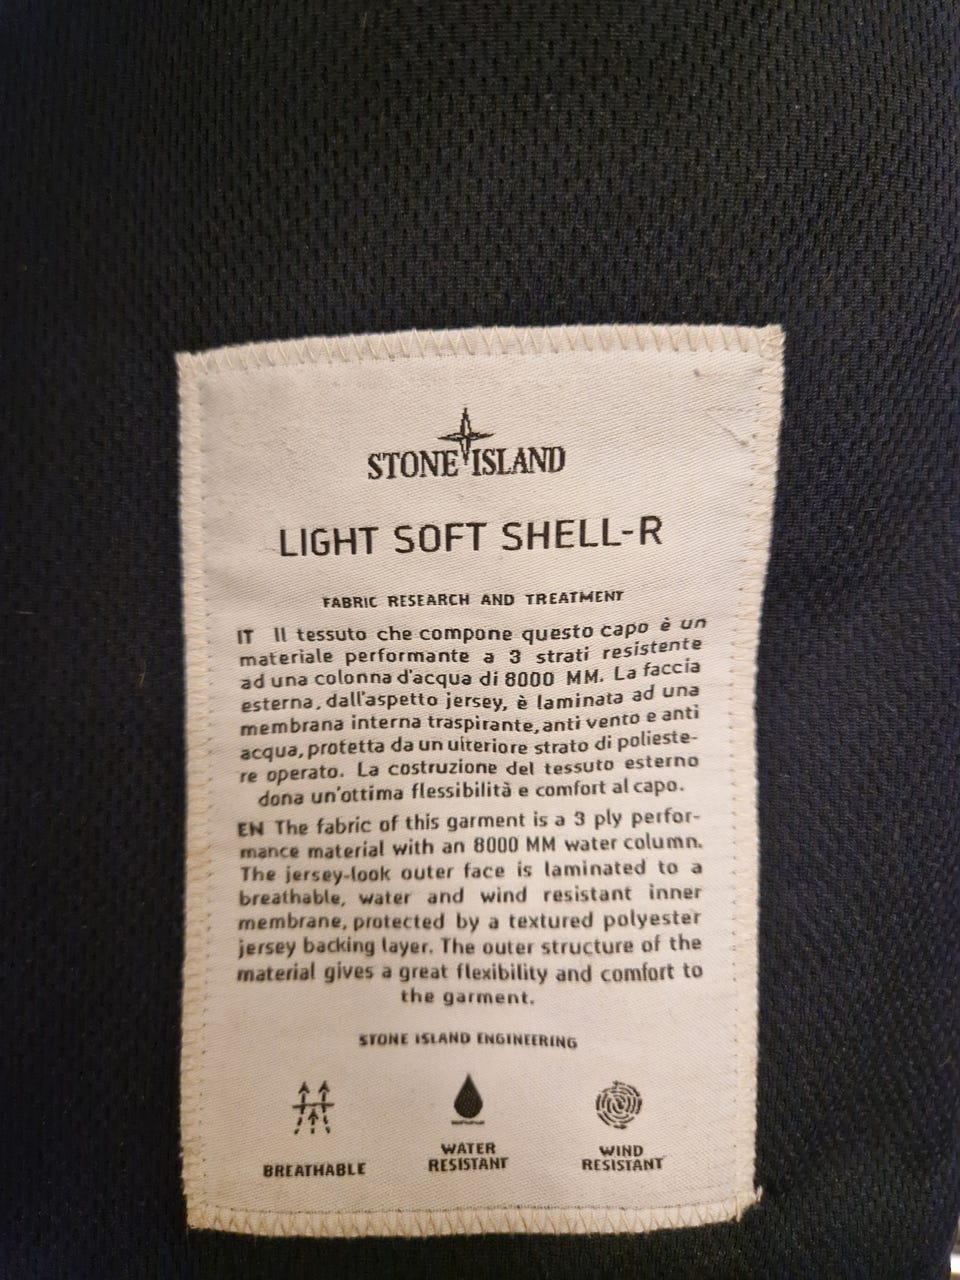 STONE ISLAND
LIGHT SOFT SHELL-R
FABRIC RESEARCH AND TREATMENT
IT Il tessuto che compone questo capo è un
materiale performante a 3 strati resistente
ad una colonna d'acqua di 8000 MM. La faccia
esterna, dall'aspetto jersey, è laminata ad una
membrana interna traspirante, anti vento e anti
acqua, protetta da un ulteriore strato di polieste-
re operato. La costruzione del tessuto esterno
dona un'ottima flessibilità e comfort al capo.
EN The fabric of this garment is a 3 ply perfor-
mance material with an 8000 MM water column.
The jersey-look outer face is laminated to a
breathable, water and wind resistant inner
membrane, protected by a textured polyester
jersey backing layer. The outer structure of the
material gives a great flexibility and comfort to
the garment.
STONE ISLAND ENGINEERING
BREATHABLE
WATER
RESISTANT
WIND
RESISTANT